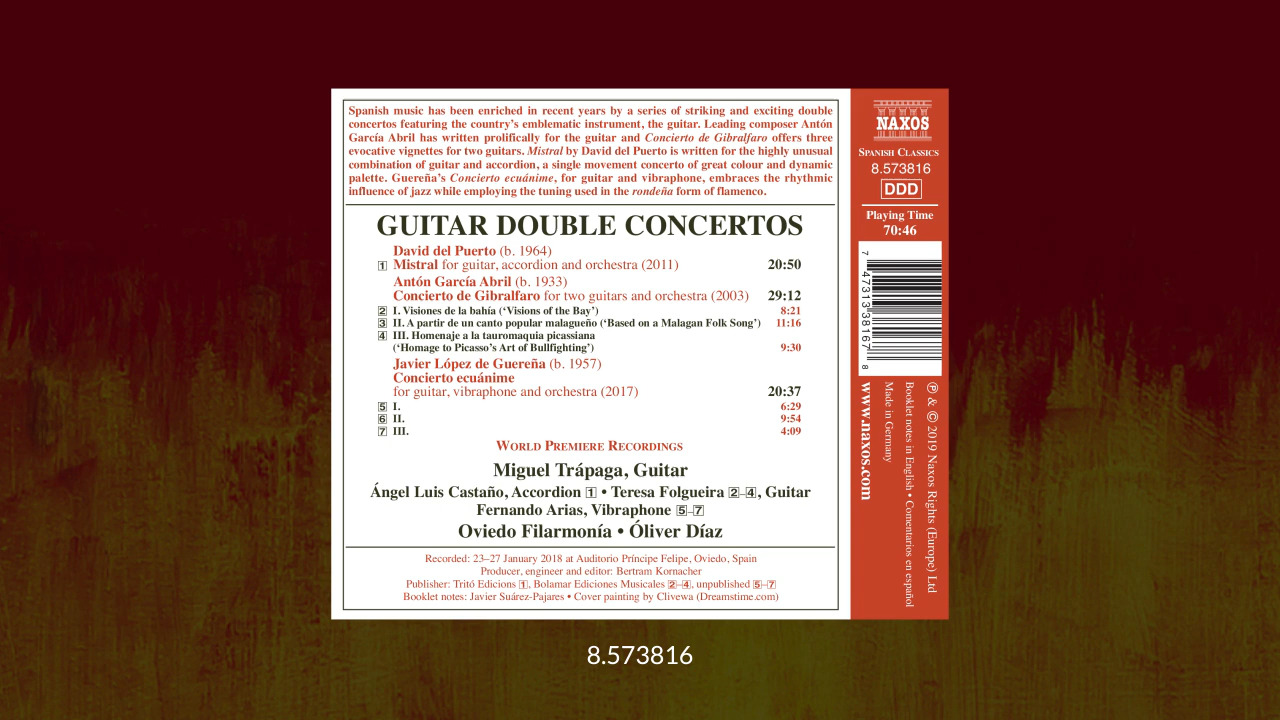 Spanish music has been enriched in recent years by a series of striking and exciting double
concertos featuring the country's emblematic instrument, the guitar. Leading composer Antón
García Abril has written prolifically for the guitar and Concierto de Gibralfaro offers three
evocative vignettes for two guitars. Mistral by David del Puerto is written for the highly unusual
combination of guitar and accordion, a single movement concerto of great colour and dynamic
palette. Guereña's Concierto ecuánime, for guitar and vibraphone, embraces the rhythmic
influence of jazz while employing the tuning used in the rondeña form of flamenco.
GUITAR DOUBLE CONCERTOS
David del Puerto (b. 1964)
1 Mistral for guitar, accordion and orchestra (2011) 20:50
Antón García Abril (b. 1933)
Concierto de Gibralfaro for two guitars and orchestra (2003) 29:12
2 I. Visiones de la bahía (‘Visions of the Bay’) 8:21
3 II. A partir de un canto popular malagueño (‘Based on a Malagan Folk Song’) 11:16
4 III. Homenaje a la tauromaquia picassiana
(‘Homage to Picasso's Art of Bullfighting’) 9:30
Javier López de Guereña (b. 1957)
Concierto ecuánime
for guitar, vibraphone and orchestra (2017) 20:37
5 I. 6:29
6 II. 9:54
7 III. 4:09
WORLD PREMIERE RECORDINGS
Miguel Trápaga, Guitar
Ángel Luis Castaño, Accordion 1 • Teresa Folgueira 2–4, Guitar
Fernando Arias, Vibraphone 5–7
Oviedo Filarmonía • Óliver Díaz
Recorded: 23–27 January 2018 at Auditorio Príncipe Felipe, Oviedo, Spain
Producer, engineer and editor: Bertram Kornacher
Publisher: Tritó Edicions 1, Bolamar Ediciones Musicales 2–4, unpublished 5–7
Booklet notes: Javier Suárez-Pajares • Cover painting by Clivewa (Dreamstime.com)
NAXOS
SPANISH CLASSICS
8.573816
DDD
Playing Time
70:46
7 47313 38167 8
℗ & © 2019 Naxos Rights (Europe) Ltd
Booklet notes in English • Comentarios en español
Made in Germany
www.naxos.com
8.573816